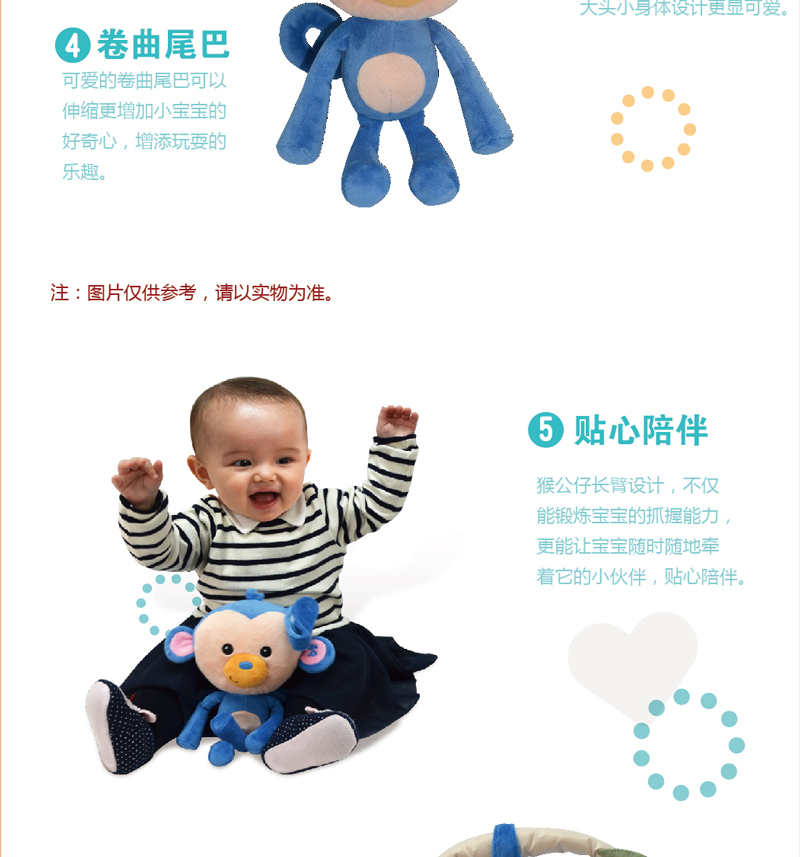 大头小身体设计更显可爱。
4 卷曲尾巴
可爱的卷曲尾巴可以
伸缩更增加小宝宝的
好奇心，增添玩耍的
乐趣。
注：图片仅供参考，请以实物为准。
5 贴心陪伴
猴公仔长臂设计，不仅
能锻炼宝宝的抓握能力，
更能让宝宝随时随地牵
着它的小伙伴，贴心陪伴。